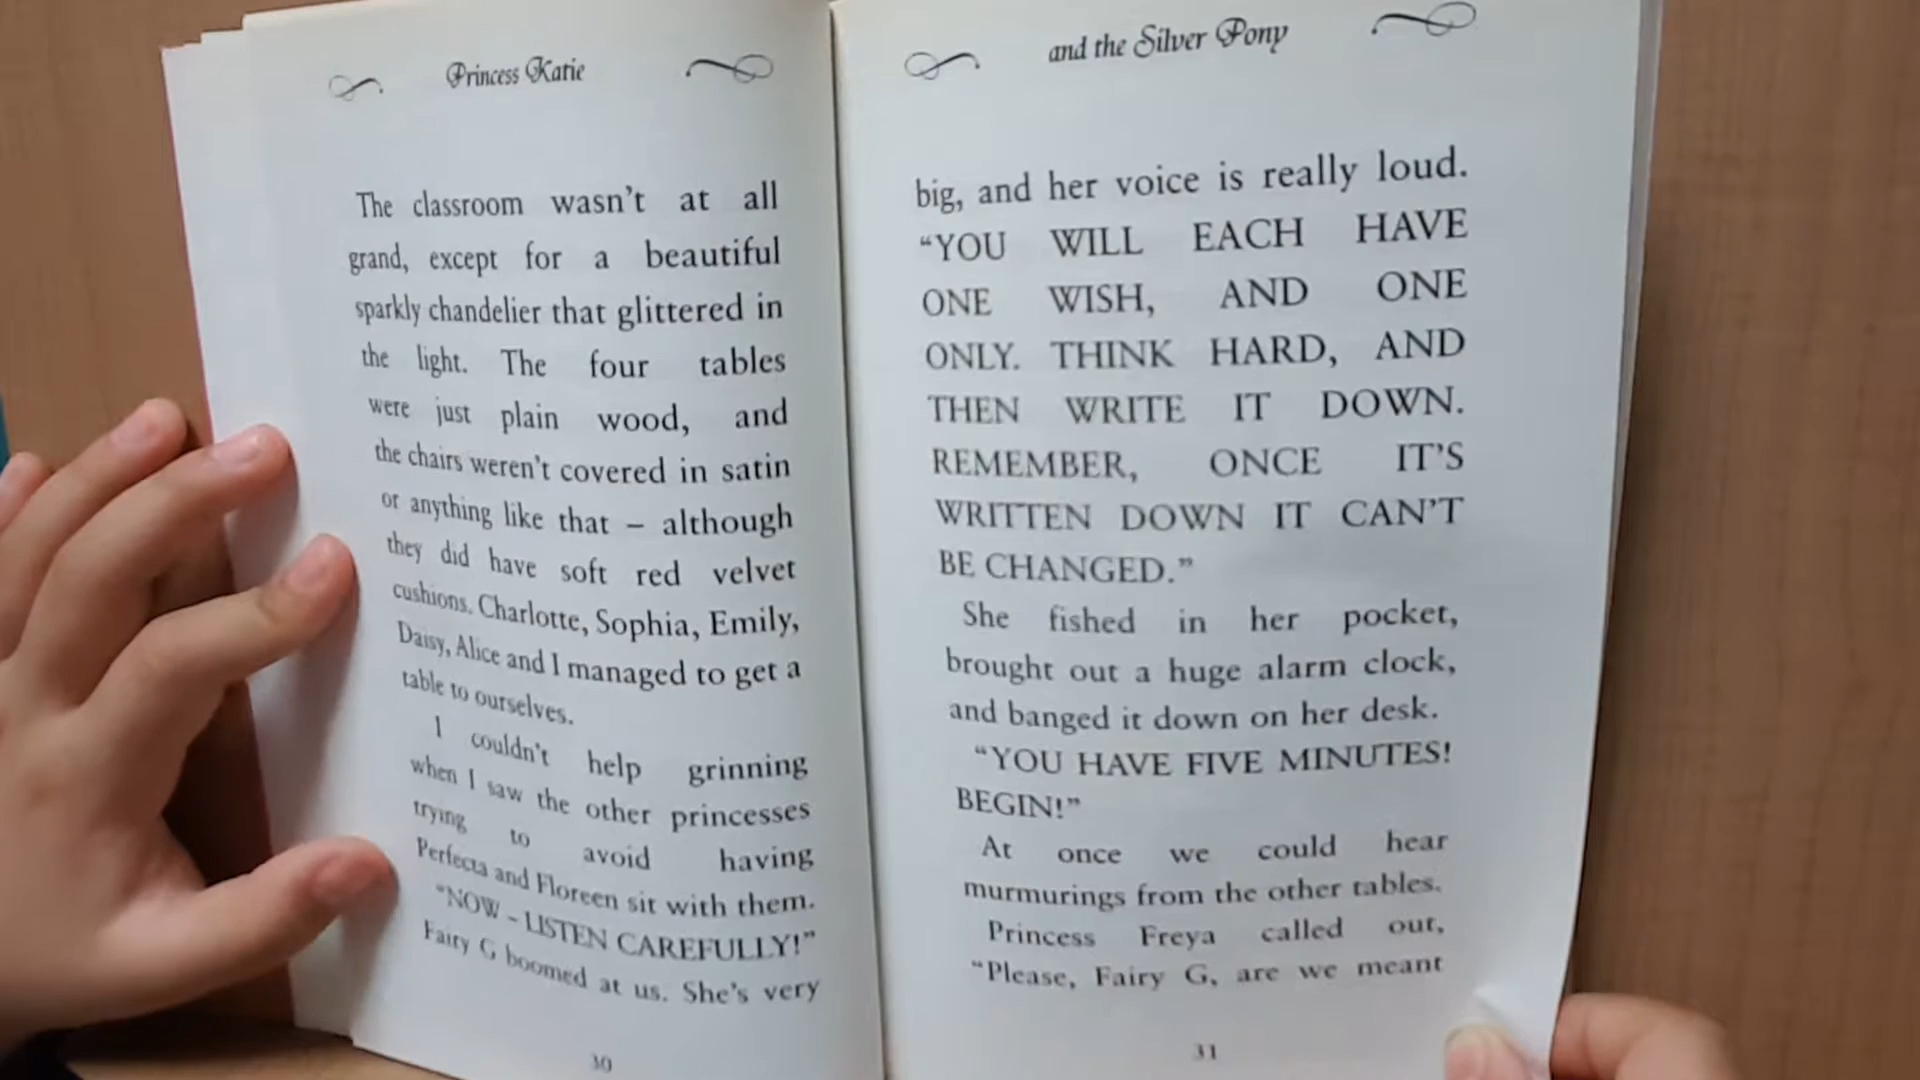 Princess Katie
The classroom wasn't at all
grand, except for a beautiful
sparkly chandelier that glittered in
the light. The four tables
were just plain wood, and
the chairs weren't covered in satin
or anything like that – although
they did have soft red velvet
cushions. Charlotte, Sophia, Emily,
Daisy, Alice and I managed to get a
table to ourselves.
I couldn't help grinning
when I saw the other princesses
trying to avoid having
Perfecta and Floreen sit with them.
“NOW – LISTEN CAREFULLY!”
Fairy G boomed at us. She's very
30
and the Silver Pony
big, and her voice is really loud.
“YOU WILL EACH HAVE
ONE WISH, AND ONE
ONLY. THINK HARD, AND
THEN WRITE IT DOWN.
REMEMBER, ONCE IT'S
WRITTEN DOWN IT CAN'T
BE CHANGED.”
She fished in her pocket,
brought out a huge alarm clock,
and banged it down on her desk.
“YOU HAVE FIVE MINUTES!
BEGIN!”
At once we could hear
murmurings from the other tables.
Princess Freya called out,
“Please, Fairy G, are we meant
31